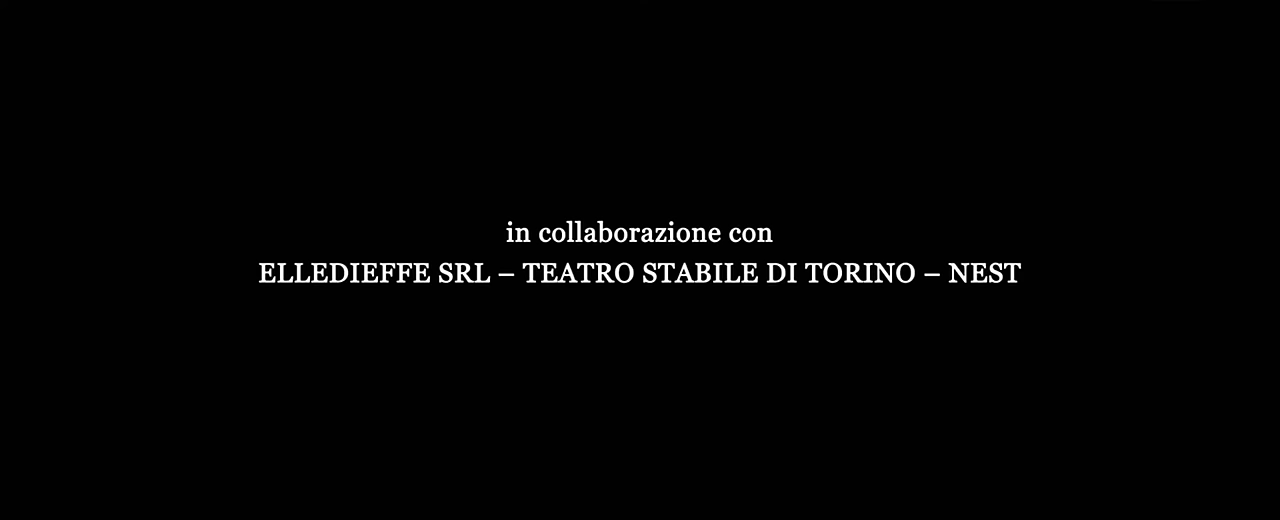 in collaborazione con
ELLEDIEFFE SRL – TEATRO STABILE DI TORINO – NEST